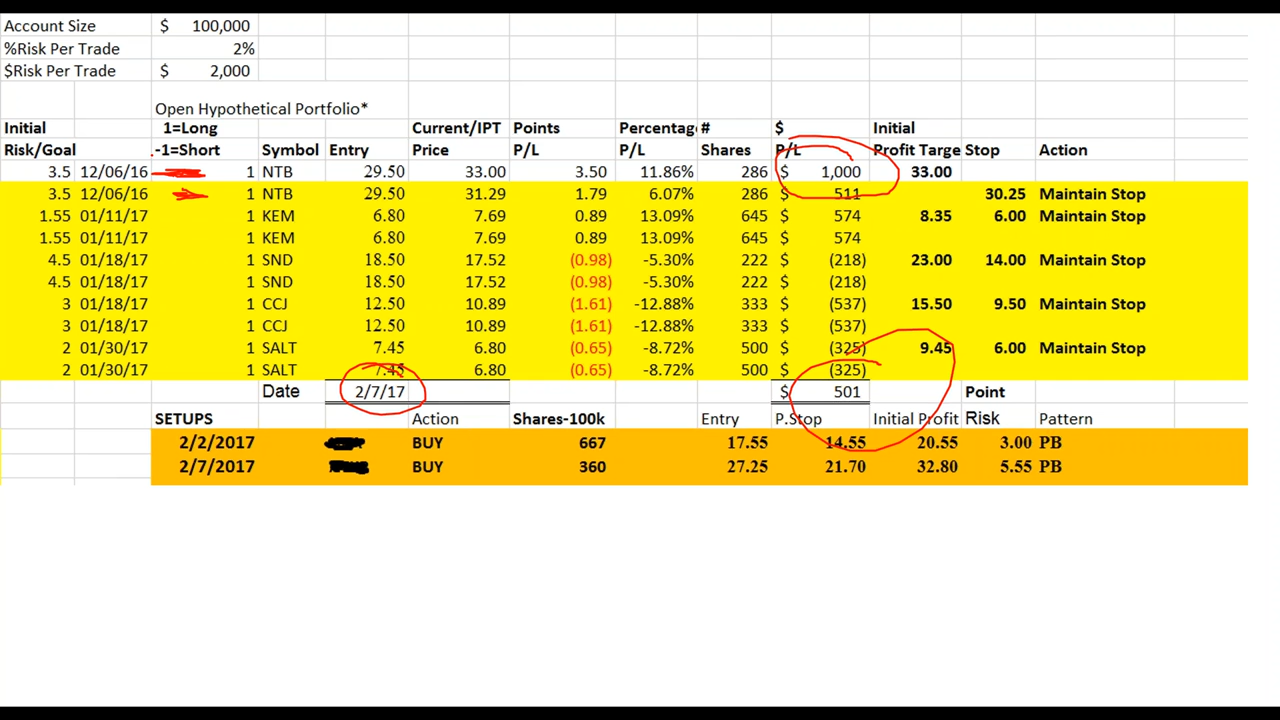 Account Size $ 100,000
%Risk Per Trade 2%
$Risk Per Trade $ 2,000
Open Hypothetical Portfolio*
Initial 1=Long Current/IPT Points Percentag # $ Initial
Risk/Goal -1=Short Symbol Entry Price P/L P/L Shares P/L Profit Targe Stop Action
3.5 12/06/16 1 NTB 29.50 33.00 3.50 11.86% 286 $ 1,000 33.00
3.5 12/06/16 1 NTB 29.50 31.29 1.79 6.07% 286 $ 511 30.25 Maintain Stop
1.55 01/11/17 1 KEM 6.80 7.69 0.89 13.09% 645 $ 574 8.35 6.00 Maintain Stop
1.55 01/11/17 1 KEM 6.80 7.69 0.89 13.09% 645 $ 574
4.5 01/18/17 1 SND 18.50 17.52 (0.98) -5.30% 222 $ (218) 23.00 14.00 Maintain Stop
4.5 01/18/17 1 SND 18.50 17.52 (0.98) -5.30% 222 $ (218)
3 01/18/17 1 CCJ 12.50 10.89 (1.61) -12.88% 333 $ (537) 15.50 9.50 Maintain Stop
3 01/18/17 1 CCJ 12.50 10.89 (1.61) -12.88% 333 $ (537)
2 01/30/17 1 SALT 7.45 6.80 (0.65) -8.72% 500 $ (325) 9.45 6.00 Maintain Stop
2 01/30/17 1 SALT 7.45 6.80 (0.65) -8.72% 500 $ (325)
Date 2/7/17 $ 501 Point
SETUPS Action Shares-100k Entry P.Stop Initial Profit Risk Pattern
2/2/2017 BUY 667 17.55 14.55 20.55 3.00 PB
2/7/2017 BUY 360 27.25 21.70 32.80 5.55 PB